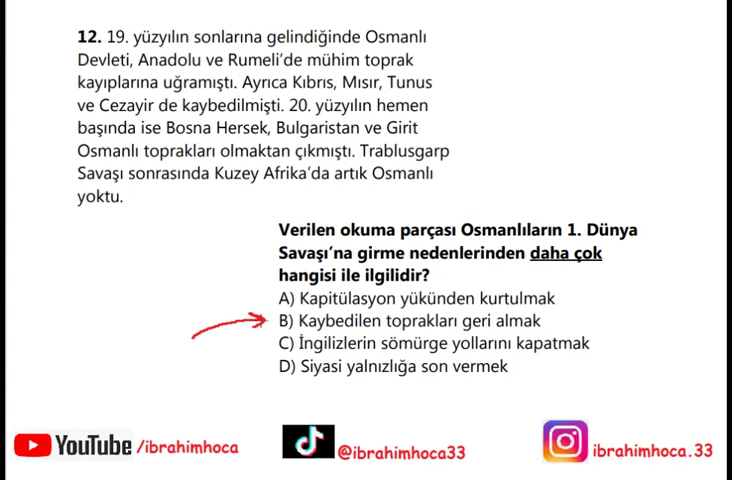 12. 19. yüzyılın sonlarına gelindiğinde Osmanlı
Devleti, Anadolu ve Rumeli'de mühim toprak
kayıplarına uğramıştı. Ayrıca Kıbrıs, Mısır, Tunus
ve Cezayir de kaybedilmişti. 20. yüzyılın hemen
başında ise Bosna Hersek, Bulgaristan ve Girit
Osmanlı toprakları olmaktan çıkmıştı. Trablusgarp
Savaşı sonrasında Kuzey Afrika'da artık Osmanlı
yoktu.
Verilen okuma parçası Osmanlıların 1. Dünya
Savaşı'na girme nedenlerinden daha çok
hangisi ile ilgilidir?
A) Kapitülasyon yükünden kurtulmak
B) Kaybedilen toprakları geri almak
C) İngilizlerin sömürge yollarını kapatmak
D) Siyasi yalnızlığa son vermek
YouTube /ibrahimhoca
@ibrahimhoca33
ibrahimhoca.33